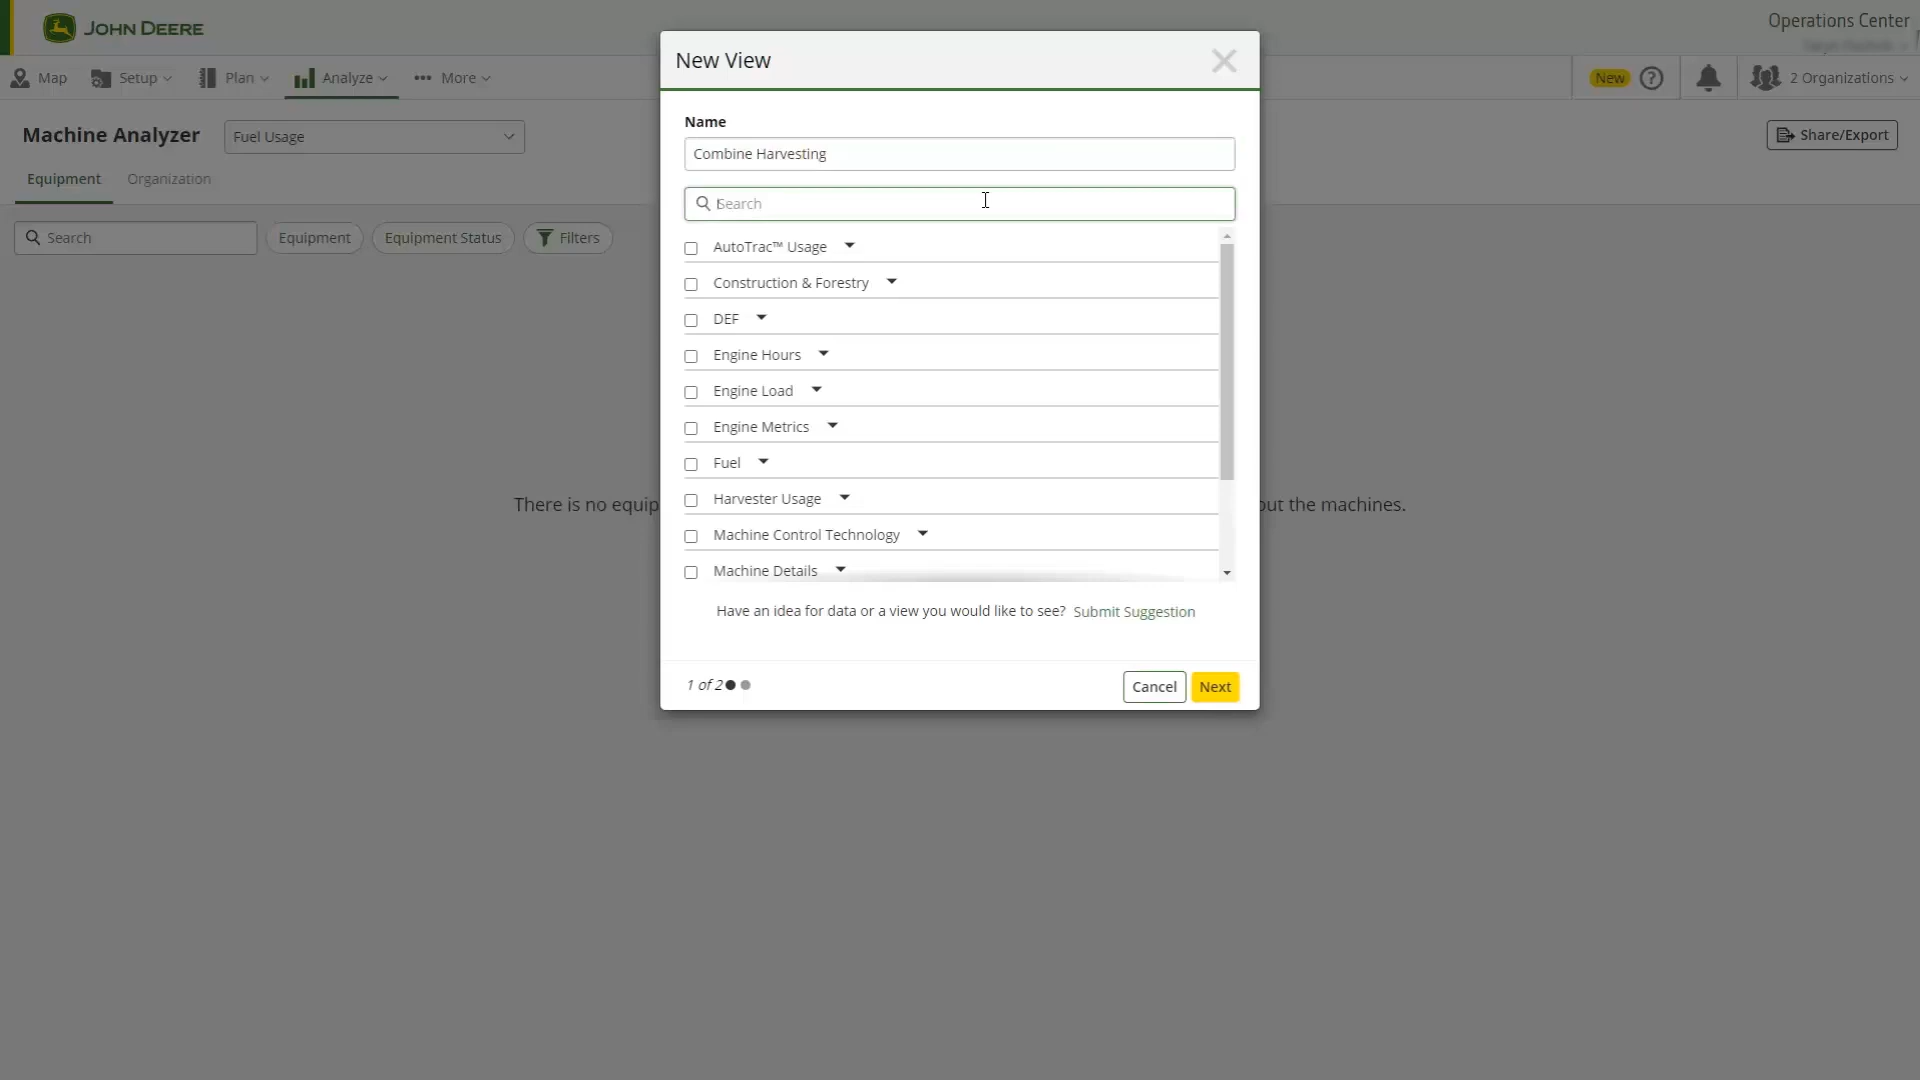 JOHN DEERE
Operations Center
Map
Setup
Plan
Analyze
More
New
?
2 Organizations
Machine Analyzer
Fuel Usage
Share/Export
Equipment
Organization
Search
Equipment
Equipment Status
Filters
There is no equip
out the machines.
New View
Name
Combine Harvesting
Search
AutoTrac™ Usage
Construction & Forestry
DEF
Engine Hours
Engine Load
Engine Metrics
Fuel
Harvester Usage
Machine Control Technology
Machine Details
Have an idea for data or a view you would like to see? Submit Suggestion
1 of 2
Cancel
Next